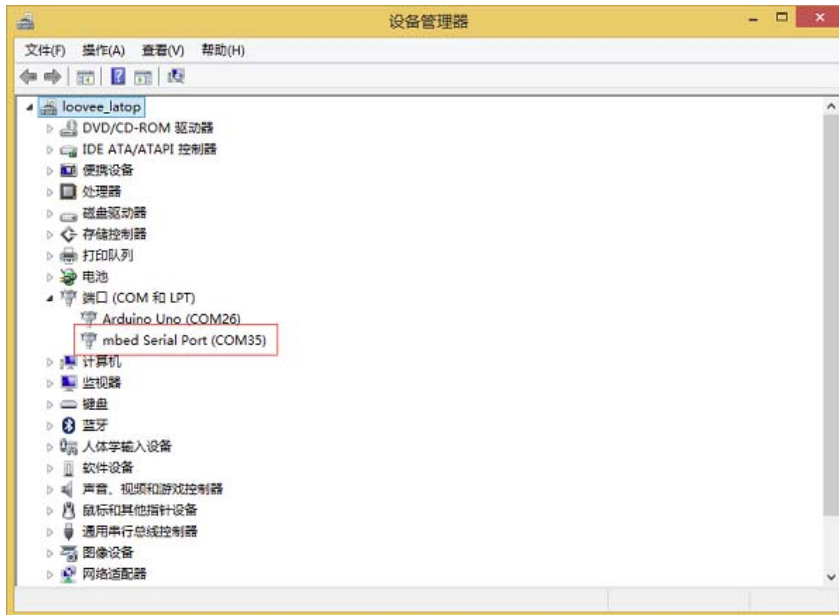 设备管理器
文件(F) 操作(A) 查看(V) 帮助(H)
loovee_latop
DVD/CD-ROM 驱动器
IDE ATA/ATAPI 控制器
便携设备
处理器
磁盘驱动器
存储控制器
打印队列
电池
端口 (COM 和 LPT)
Arduino Uno (COM26)
mbed Serial Port (COM35)
计算机
监视器
键盘
蓝牙
人体学输入设备
软件设备
声音、视频和游戏控制器
鼠标和其他指针设备
通用串行总线控制器
图像设备
网络适配器